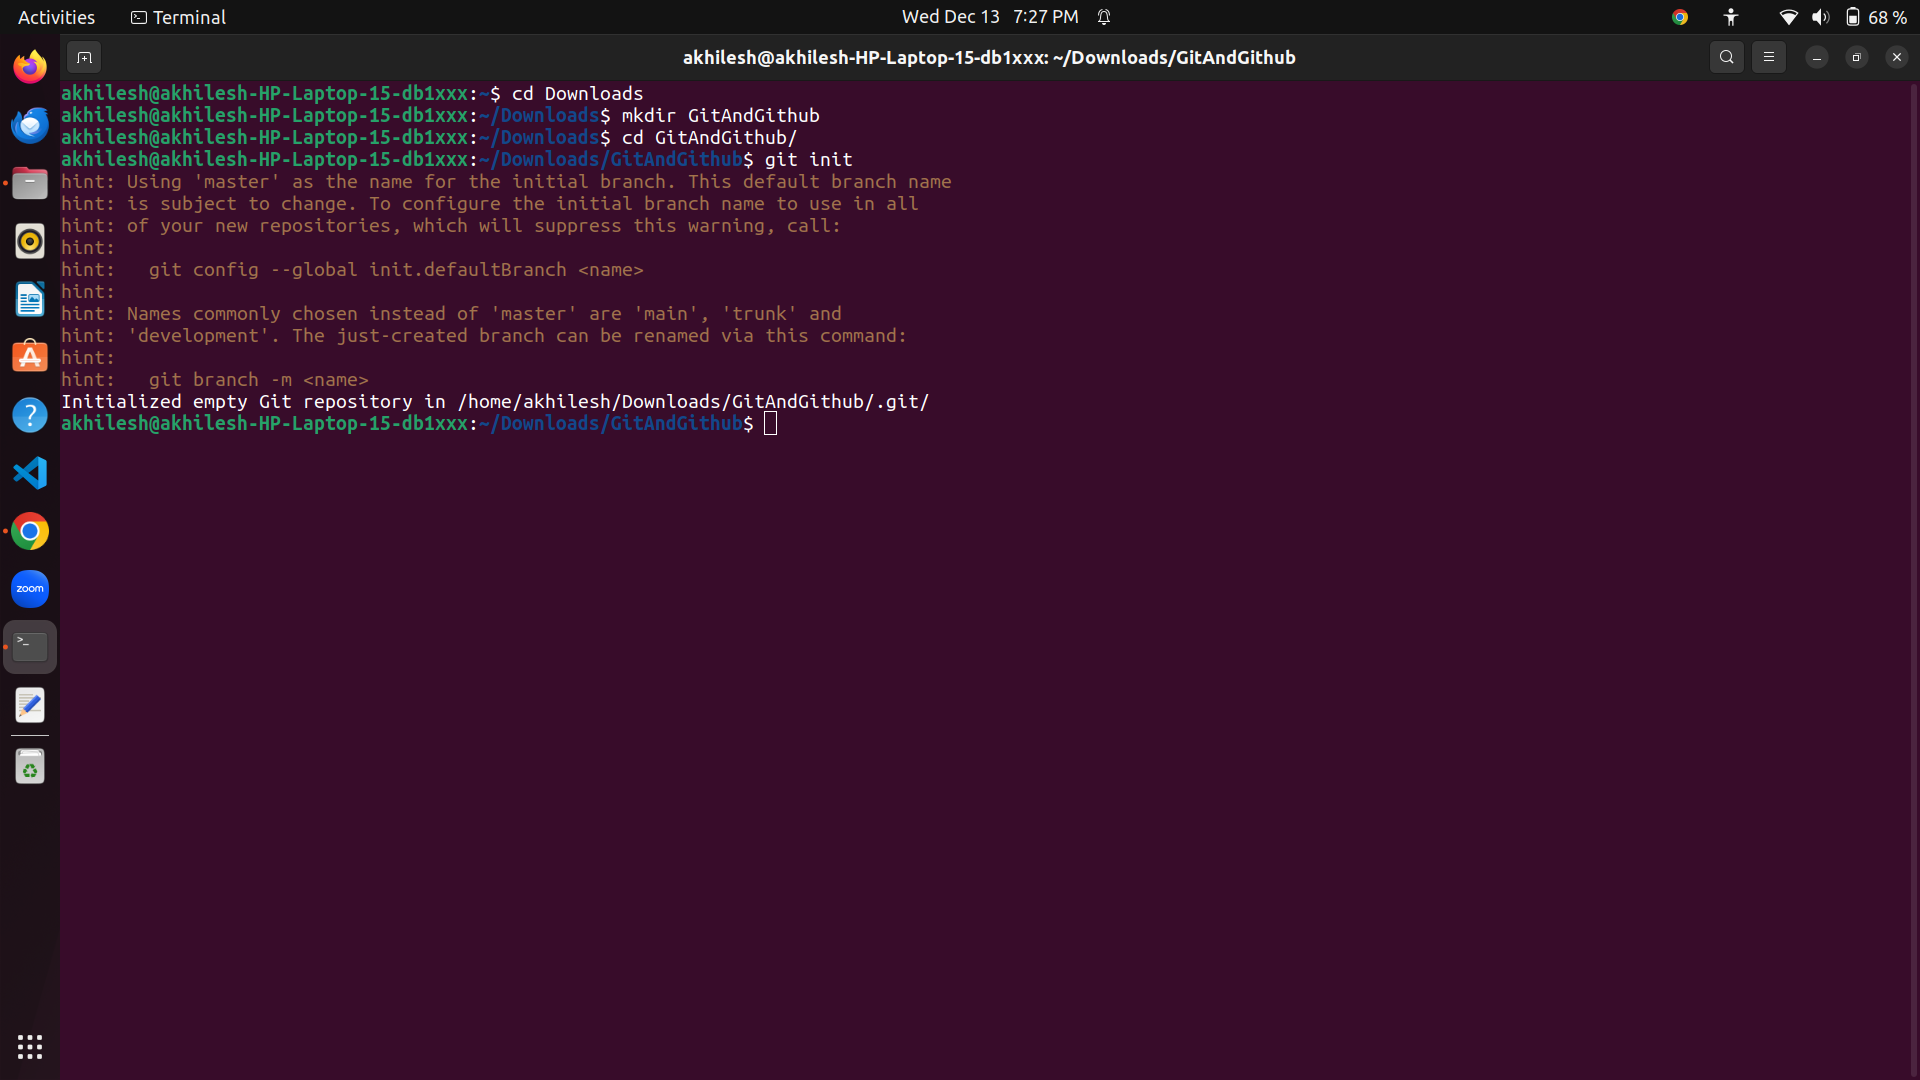 Activities Terminal Wed Dec 13 7:27 PM 68 %
akhilesh@akhilesh-HP-Laptop-15-db1xxx: ~/Downloads/GitAndGithub
akhilesh@akhilesh-HP-Laptop-15-db1xxx:~$ cd Downloads
akhilesh@akhilesh-HP-Laptop-15-db1xxx:~/Downloads$ mkdir GitAndGithub
akhilesh@akhilesh-HP-Laptop-15-db1xxx:~/Downloads$ cd GitAndGithub/
akhilesh@akhilesh-HP-Laptop-15-db1xxx:~/Downloads/GitAndGithub$ git init
hint: Using 'master' as the name for the initial branch. This default branch name
hint: is subject to change. To configure the initial branch name to use in all
hint: of your new repositories, which will suppress this warning, call:
hint:
hint:   git config --global init.defaultBranch <name>
hint:
hint: Names commonly chosen instead of 'master' are 'main', 'trunk' and
hint: 'development'. The just-created branch can be renamed via this command:
hint:
hint:   git branch -m <name>
Initialized empty Git repository in /home/akhilesh/Downloads/GitAndGithub/.git/
akhilesh@akhilesh-HP-Laptop-15-db1xxx:~/Downloads/GitAndGithub$
zoom